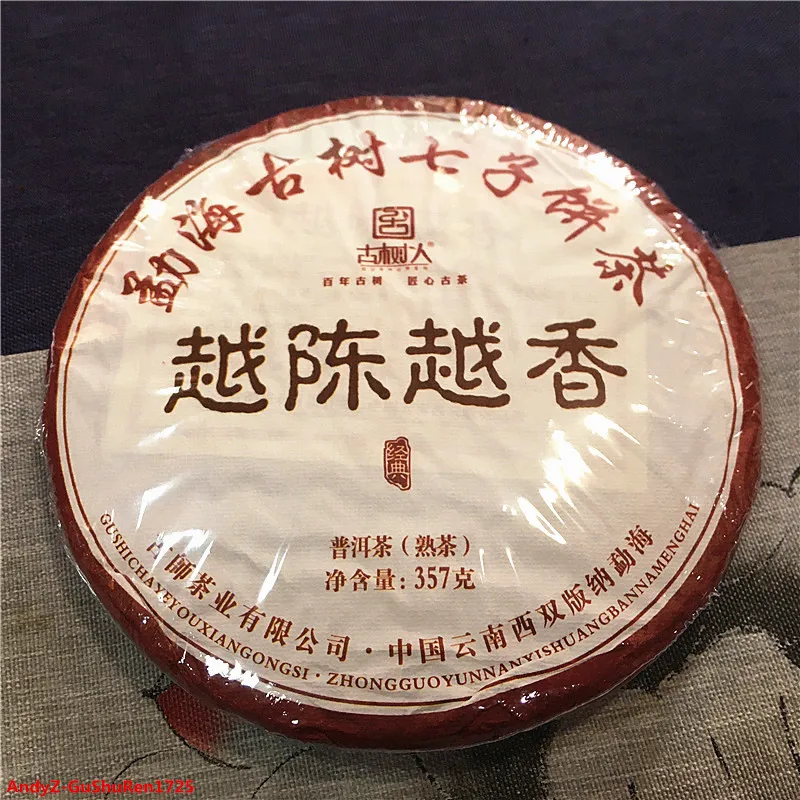 勐海古树七子饼茶
古树人®
百年古树 匠心古茶
越陈越香
经典
普洱茶（熟茶）
净含量：357克
古師茶业有限公司·中国云南西双版纳勐海
GUSHICHAYEYOUXIANGONGSI·ZHONGGUOYUNNANXISHUANGBANNAMENGHAI
AndyZ-GuShuRen1725